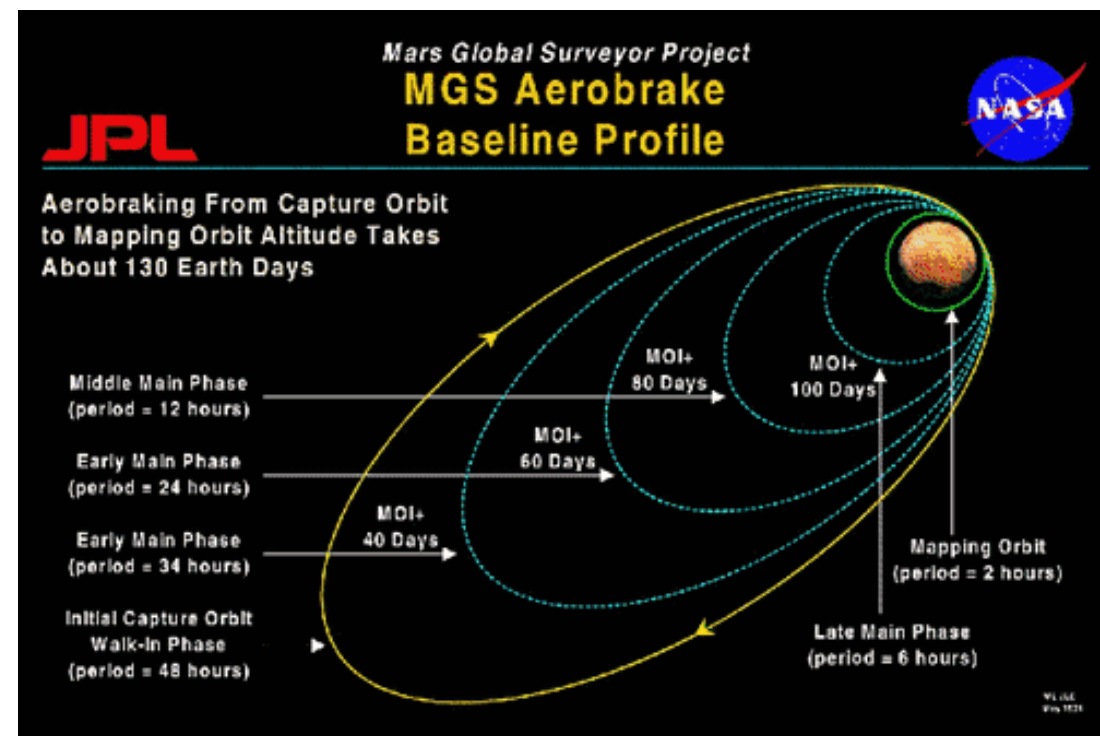 Mars Global Surveyor Project
MGS Aerobrake
Baseline Profile
JPL
NASA
Aerobraking From Capture Orbit
to Mapping Orbit Altitude Takes
About 130 Earth Days
MOI+
80 Days
MOI+
100 Days
Middle Main Phase
(period = 12 hours)
MOI+
60 Days
Early Main Phase
(period = 24 hours)
MOI+
40 Days
Early Main Phase
(period = 34 hours)
Mapping Orbit
(period = 2 hours)
Initial Capture Orbit
Walk-In Phase
(period = 48 hours)
Late Main Phase
(period = 6 hours)